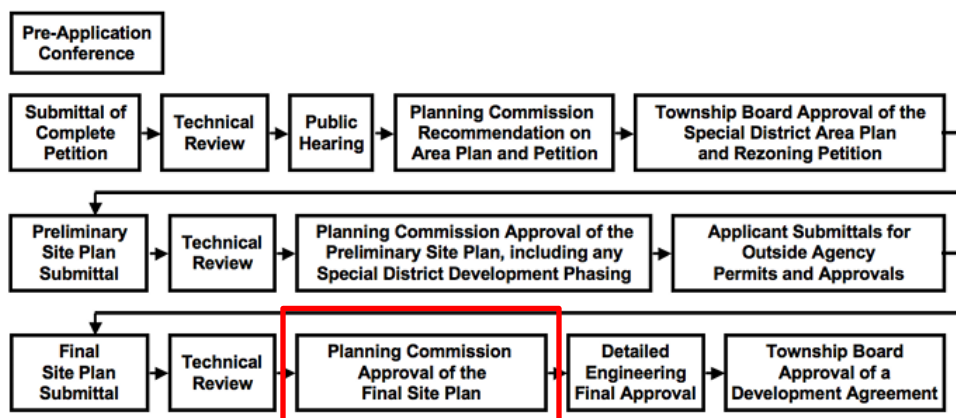 Pre-Application
Conference
Submittal of
Complete
Petition
Technical
Review
Public
Hearing
Planning Commission
Recommendation on
Area Plan and Petition
Township Board Approval of the
Special District Area Plan
and Rezoning Petition
Preliminary
Site Plan
Submittal
Technical
Review
Planning Commission Approval of the
Preliminary Site Plan, including any
Special District Development Phasing
Applicant Submittals for
Outside Agency
Permits and Approvals
Final
Site Plan
Submittal
Technical
Review
Planning Commission
Approval of the
Final Site Plan
Detailed
Engineering
Final Approval
Township Board
Approval of a
Development Agreement